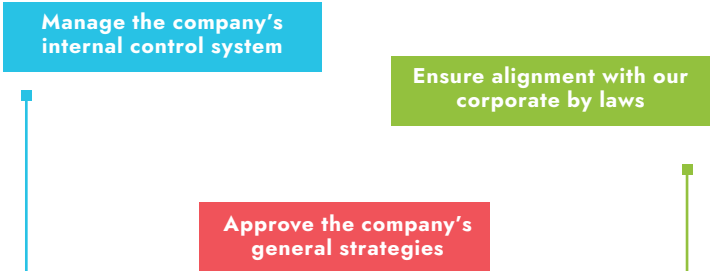 Manage the company's
internal control system
Ensure alignment with our
corporate by laws
Approve the company's
general strategies